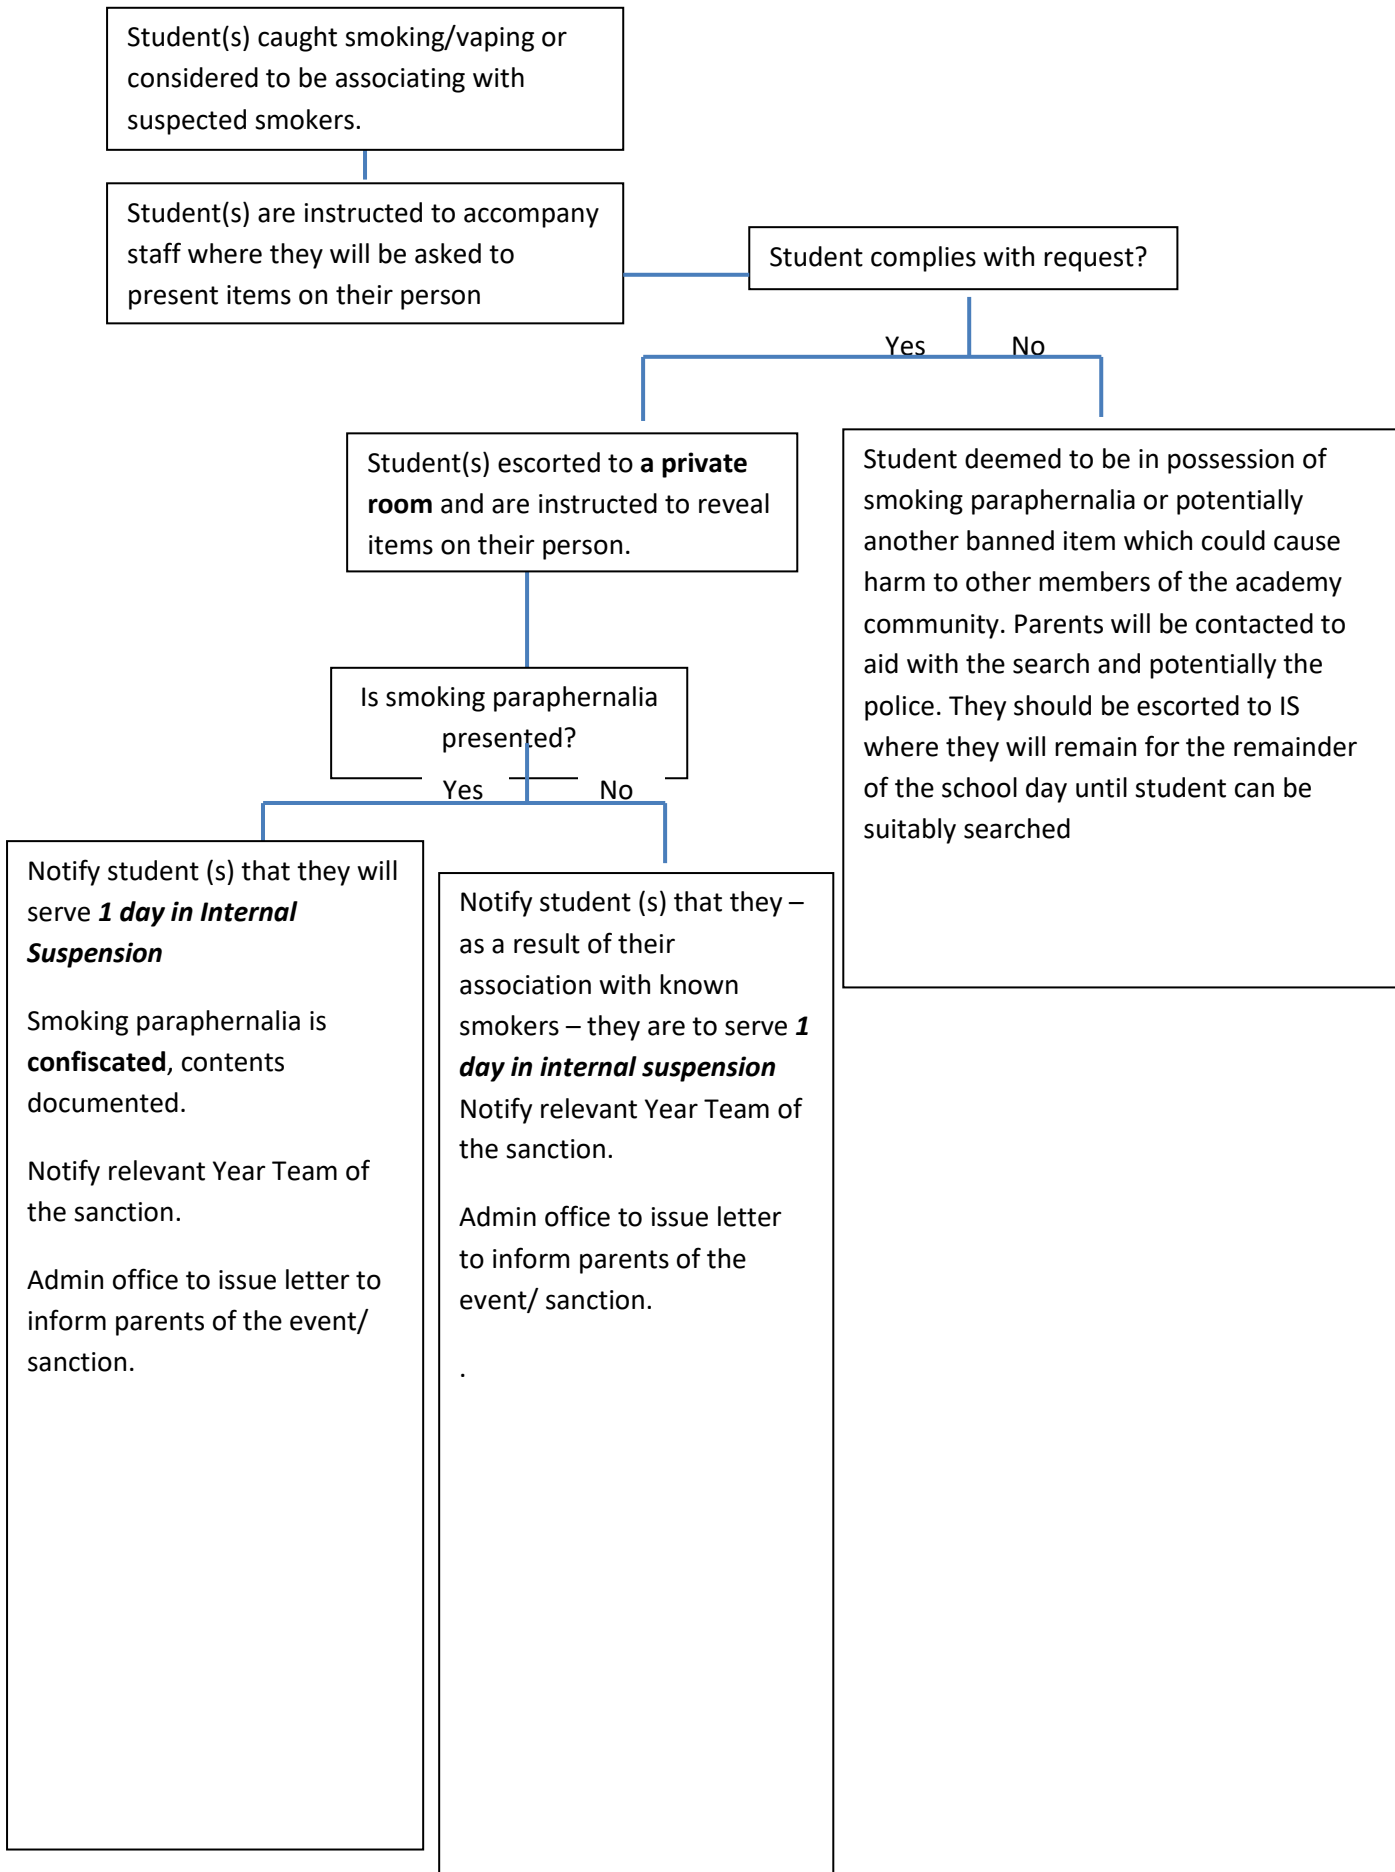 Student(s) caught smoking/vaping or
considered to be associating with
suspected smokers.
Student(s) are instructed to accompany
staff where they will be asked to
present items on their person
Student complies with request?
Yes
No
Student(s) escorted to a private
room and are instructed to reveal
items on their person.
Student deemed to be in possession of
smoking paraphernalia or potentially
another banned item which could cause
harm to other members of the academy
community. Parents will be contacted to
aid with the search and potentially the
police. They should be escorted to IS
where they will remain for the remainder
of the school day until student can be
suitably searched
Is smoking paraphernalia
presented?
Yes
No
Notify student (s) that they will
serve 1 day in Internal
Suspension
Smoking paraphernalia is
confiscated, contents
documented.
Notify relevant Year Team of
the sanction.
Admin office to issue letter to
inform parents of the event/
sanction.
Notify student (s) that they –
as a result of their
association with known
smokers – they are to serve 1
day in internal suspension
Notify relevant Year Team of
the sanction.
Admin office to issue letter
to inform parents of the
event/ sanction.
.